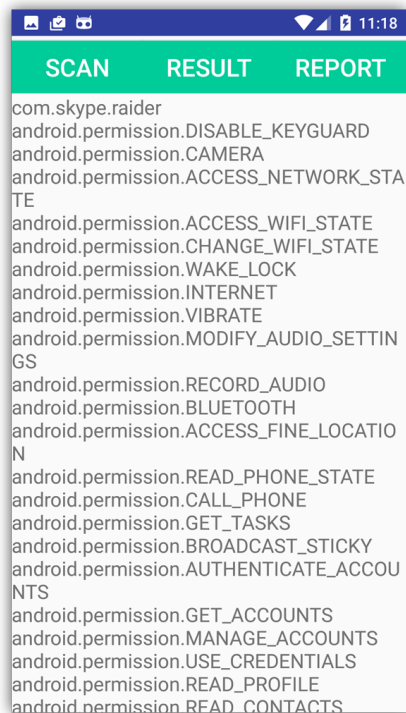 11:18
SCAN RESULT REPORT
com.skype.raider
android.permission.DISABLE_KEYGUARD
android.permission.CAMERA
android.permission.ACCESS_NETWORK_STA
TE
android.permission.ACCESS_WIFI_STATE
android.permission.CHANGE_WIFI_STATE
android.permission.WAKE_LOCK
android.permission.INTERNET
android.permission.VIBRATE
android.permission.MODIFY_AUDIO_SETTIN
GS
android.permission.RECORD_AUDIO
android.permission.BLUETOOTH
android.permission.ACCESS_FINE_LOCATIO
N
android.permission.READ_PHONE_STATE
android.permission.CALL_PHONE
android.permission.GET_TASKS
android.permission.BROADCAST_STICKY
android.permission.AUTHENTICATE_ACCOU
NTS
android.permission.GET_ACCOUNTS
android.permission.MANAGE_ACCOUNTS
android.permission.USE_CREDENTIALS
android.permission.READ_PROFILE
android.permission.READ_CONTACTS